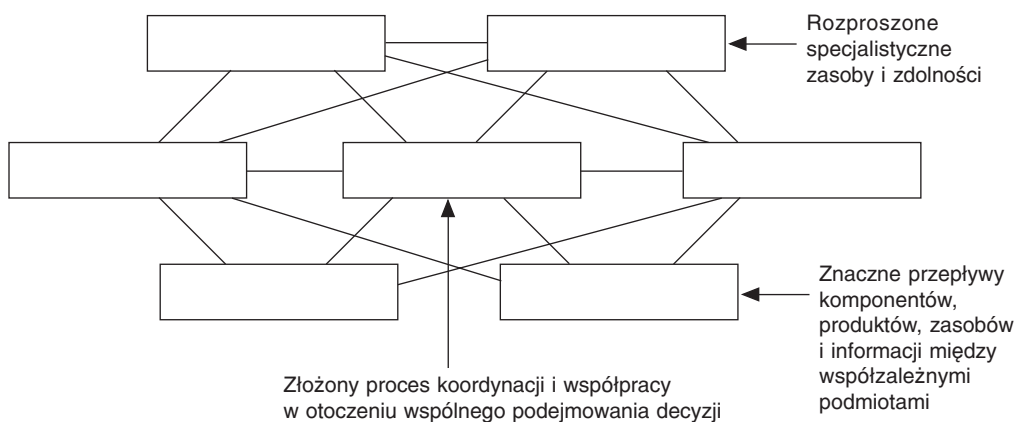 Rozproszone
specjalistyczne
zasoby i zdolności
Znaczne przepływy
komponentów,
produktów, zasobów
i informacji między
współzależnymi
podmiotami
Złożony proces koordynacji i współpracy
w otoczeniu wspólnego podejmowania decyzji